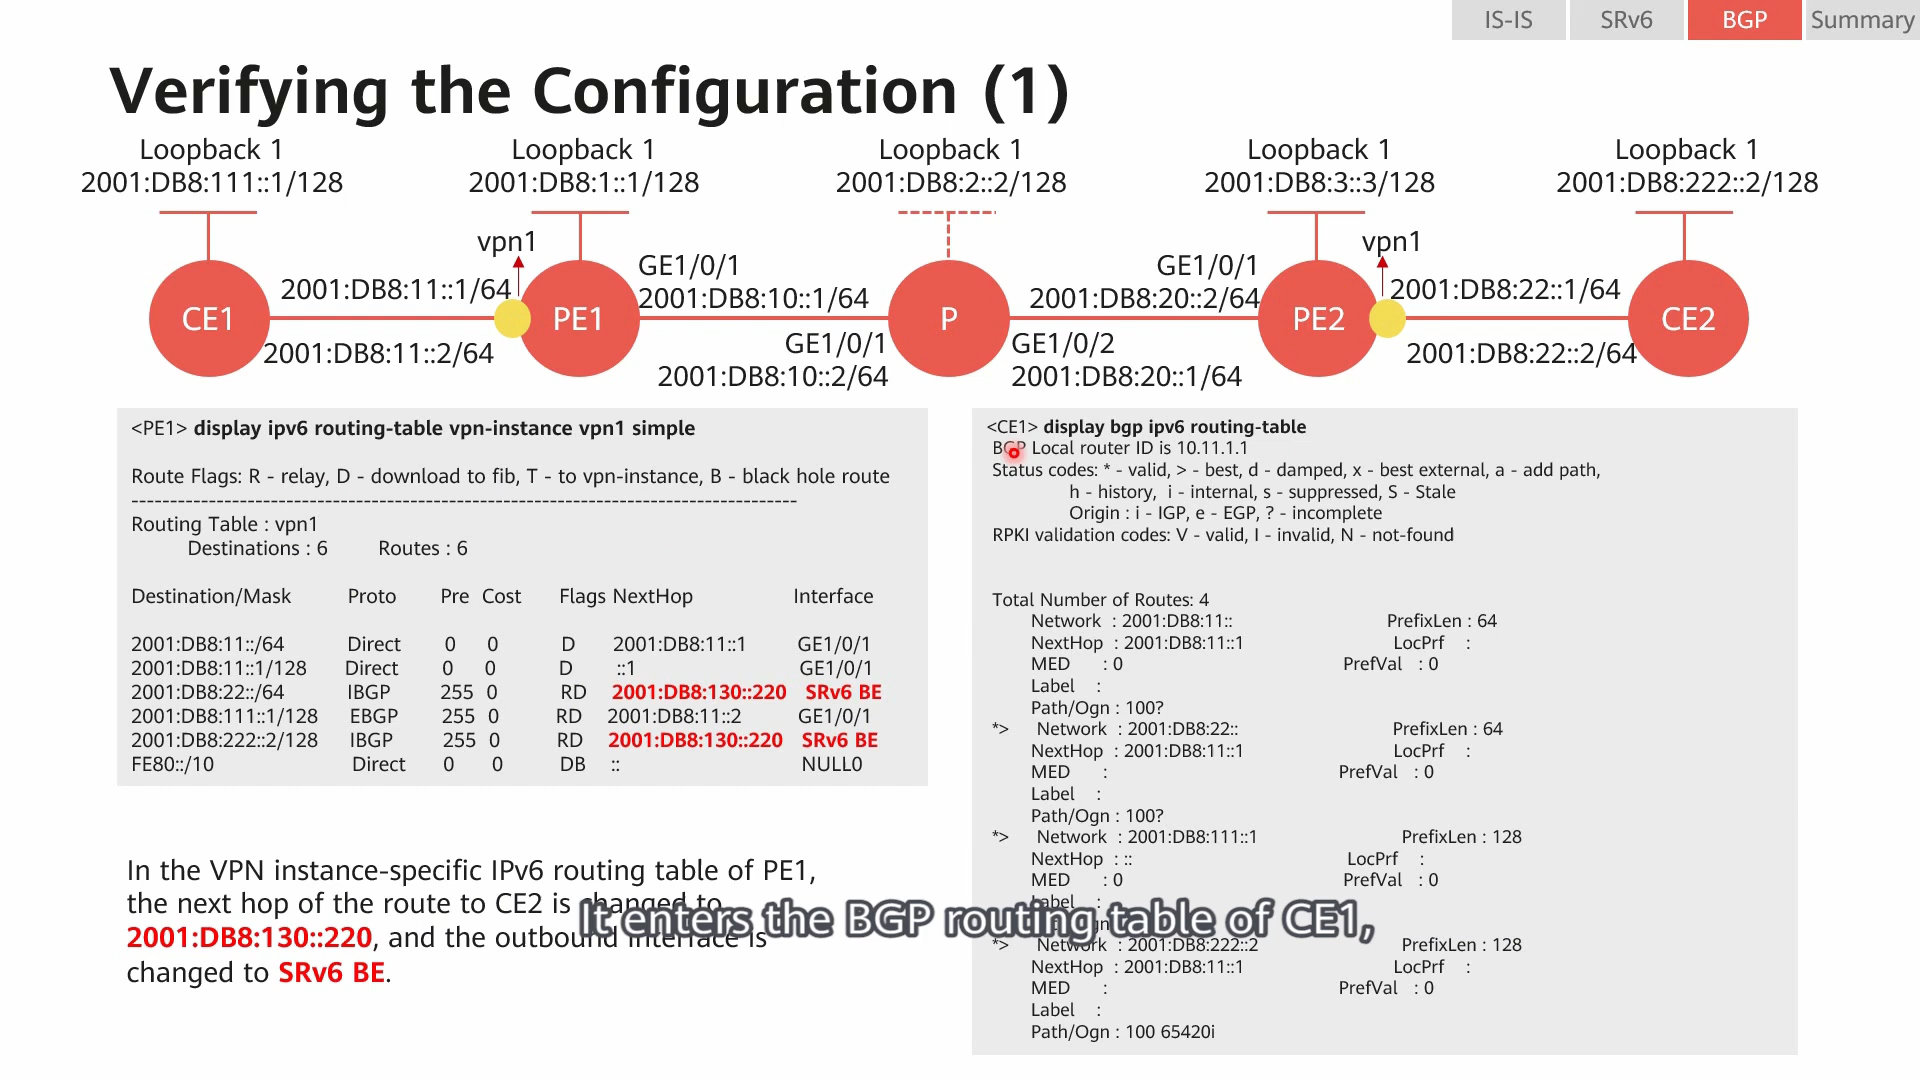 IS-IS SRv6 BGP Summary
Verifying the Configuration (1)
Loopback 1 Loopback 1 Loopback 1 Loopback 1 Loopback 1
2001:DB8:111::1/128 2001:DB8:1::1/128 2001:DB8:2::2/128 2001:DB8:3::3/128 2001:DB8:222::2/128
vpn1 vpn1
GE1/0/1 GE1/0/1
2001:DB8:11::1/64 2001:DB8:10::1/64 2001:DB8:20::2/64 2001:DB8:22::1/64
CE1 PE1 P PE2 CE2
2001:DB8:11::2/64 GE1/0/1 GE1/0/2 2001:DB8:22::2/64
2001:DB8:10::2/64 2001:DB8:20::1/64
<PE1> display ipv6 routing-table vpn-instance vpn1 simple
Route Flags: R - relay, D - download to fib, T - to vpn-instance, B - black hole route
--------------------------------------------------------------------------------------
Routing Table : vpn1
Destinations : 6 Routes : 6
Destination/Mask Proto Pre Cost Flags NextHop Interface
2001:DB8:11::/64 Direct 0 0 D 2001:DB8:11::1 GE1/0/1
2001:DB8:11::1/128 Direct 0 0 D ::1 GE1/0/1
2001:DB8:22::/64 IBGP 255 0 RD 2001:DB8:130::220 SRv6 BE
2001:DB8:111::1/128 EBGP 255 0 RD 2001:DB8:11::2 GE1/0/1
2001:DB8:222::2/128 IBGP 255 0 RD 2001:DB8:130::220 SRv6 BE
FE80::/10 Direct 0 0 DB :: NULL0
In the VPN instance-specific IPv6 routing table of PE1,
the next hop of the route to CE2 is changed to
2001:DB8:130::220, and the outbound interface is
changed to SRv6 BE.
<CE1> display bgp ipv6 routing-table
BGP Local router ID is 10.11.1.1
Status codes: * - valid, > - best, d - damped, x - best external, a - add path,
h - history, i - internal, s - suppressed, S - Stale
Origin : i - IGP, e - EGP, ? - incomplete
RPKI validation codes: V - valid, I - invalid, N - not-found
Total Number of Routes: 4
Network : 2001:DB8:11:: PrefixLen : 64
NextHop : 2001:DB8:11::1 LocPrf :
MED : 0 PrefVal : 0
Label :
Path/Ogn : 100?
*> Network : 2001:DB8:22:: PrefixLen : 64
NextHop : 2001:DB8:11::1 LocPrf :
MED : PrefVal : 0
Label :
Path/Ogn : 100?
*> Network : 2001:DB8:111::1 PrefixLen : 128
NextHop : :: LocPrf :
MED : 0 PrefVal : 0
Label :
*> Network : 2001:DB8:222::2 PrefixLen : 128
NextHop : 2001:DB8:11::1 LocPrf :
MED : PrefVal : 0
Label :
Path/Ogn : 100 65420i
It enters the BGP routing table of CE1,